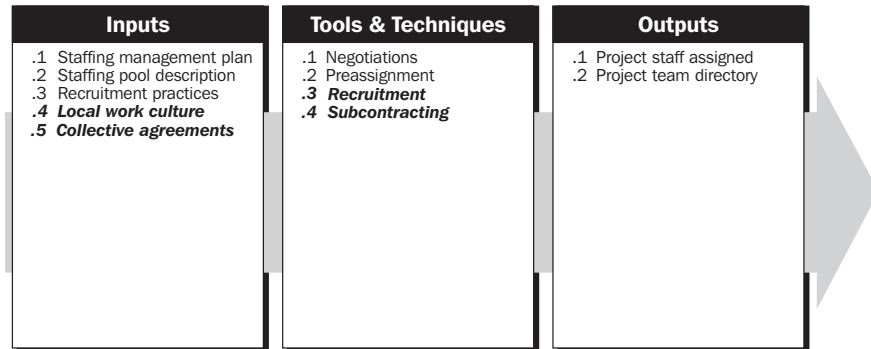 Inputs
.1 Staffing management plan
.2 Staffing pool description
.3 Recruitment practices
.4 Local work culture
.5 Collective agreements
Tools & Techniques
.1 Negotiations
.2 Preassignment
.3 Recruitment
.4 Subcontracting
Outputs
.1 Project staff assigned
.2 Project team directory